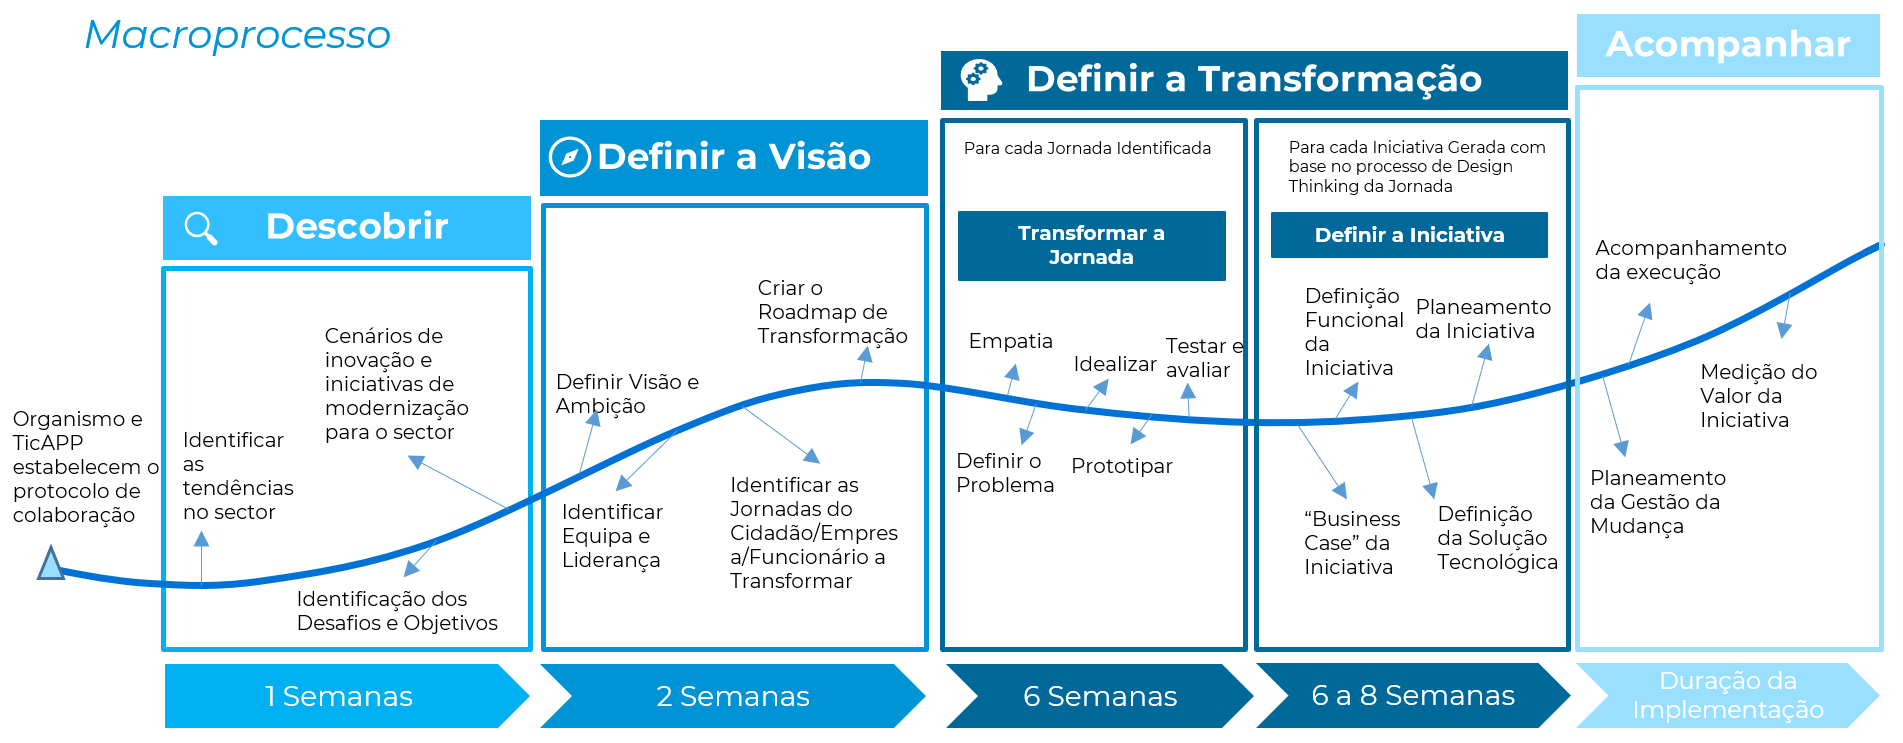 Macroprocesso
Organismo e
TicAPP
estabelecem o
protocolo de
colaboração
Descobrir
Identificar
as
tendências
no sector
Cenários de
inovação e
iniciativas de
modernização
para o sector
Identificação dos
Desafios e Objetivos
1 Semanas
Definir a Visão
Definir Visão e
Ambição
Identificar
Equipa e
Liderança
Criar o
Roadmap de
Transformação
Identificar as
Jornadas do
Cidadão/Empres
a/Funcionário a
Transformar
2 Semanas
Definir a Transformação
Para cada Jornada Identificada
Transformar a
Jornada
Empatia
Definir o
Problema
Idealizar
Prototipar
Testar e
avaliar
6 Semanas
Para cada Iniciativa Gerada com
base no processo de Design
Thinking da Jornada
Definir a Iniciativa
Definição
Funcional
da
Iniciativa
Planeamento
da Iniciativa
“Business
Case” da
Iniciativa
Definição
da Solução
Tecnológica
6 a 8 Semanas
Acompanhar
Acompanhamento
da execução
Planeamento
da Gestão da
Mudança
Medição do
Valor da
Iniciativa
Duração da
Implementação